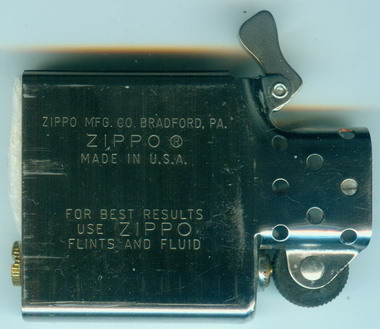 ZIPPO MFG. CO. BRADFORD, PA.
ZIPPO ®
MADE IN U.S.A.
FOR BEST RESULTS
USE ZIPPO
FLINTS AND FLUID